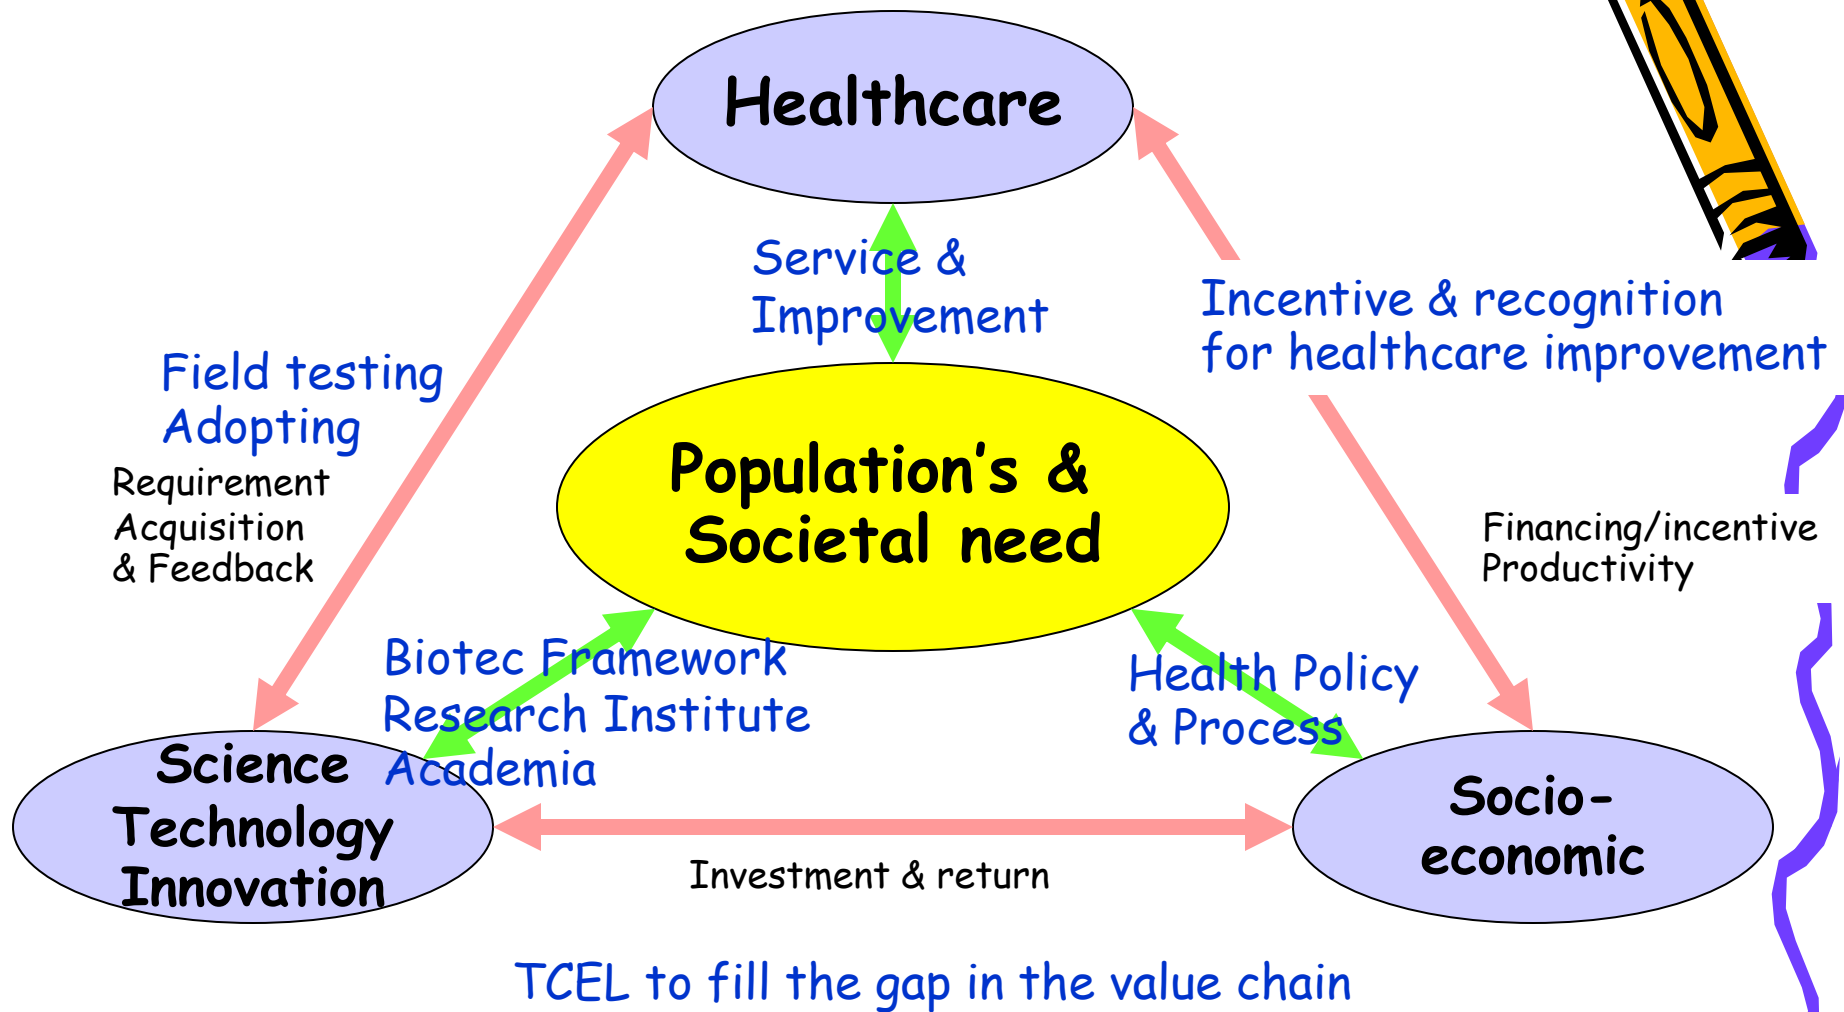 Healthcare
Service &
Improvement
Incentive & recognition
for healthcare improvement
Field testing
Adopting
Requirement
Acquisition
& Feedback
Population’s &
Societal need
Financing/incentive
Productivity
Biotec Framework
Research Institute
Academia
Health Policy
& Process
Science
Technology
Innovation
Socio-
economic
Investment & return
TCEL to fill the gap in the value chain